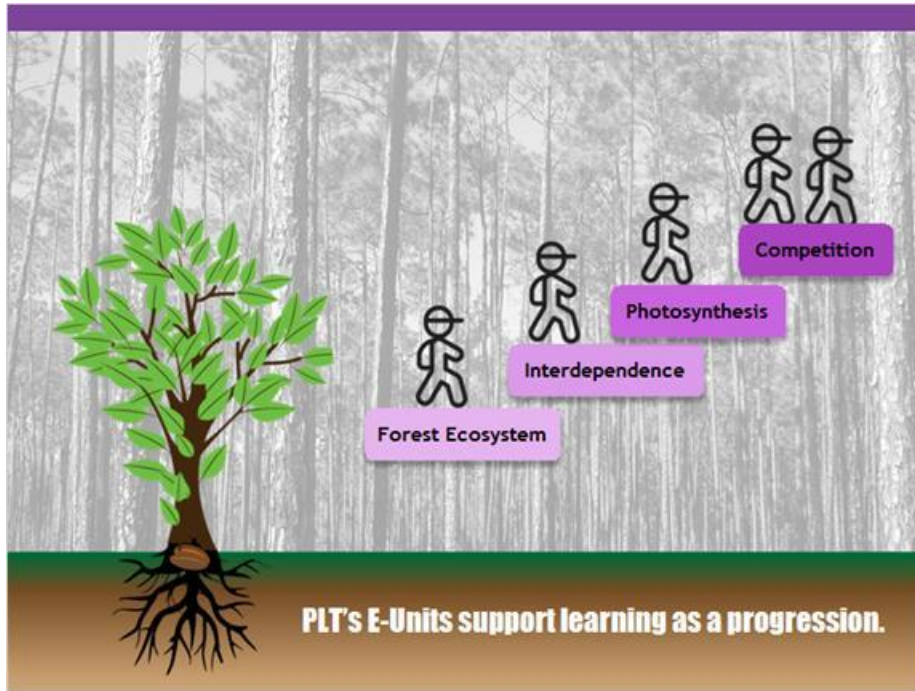 Competition
Photosynthesis
Interdependence
Forest Ecosystem
PLT's E-Units support learning as a progression.